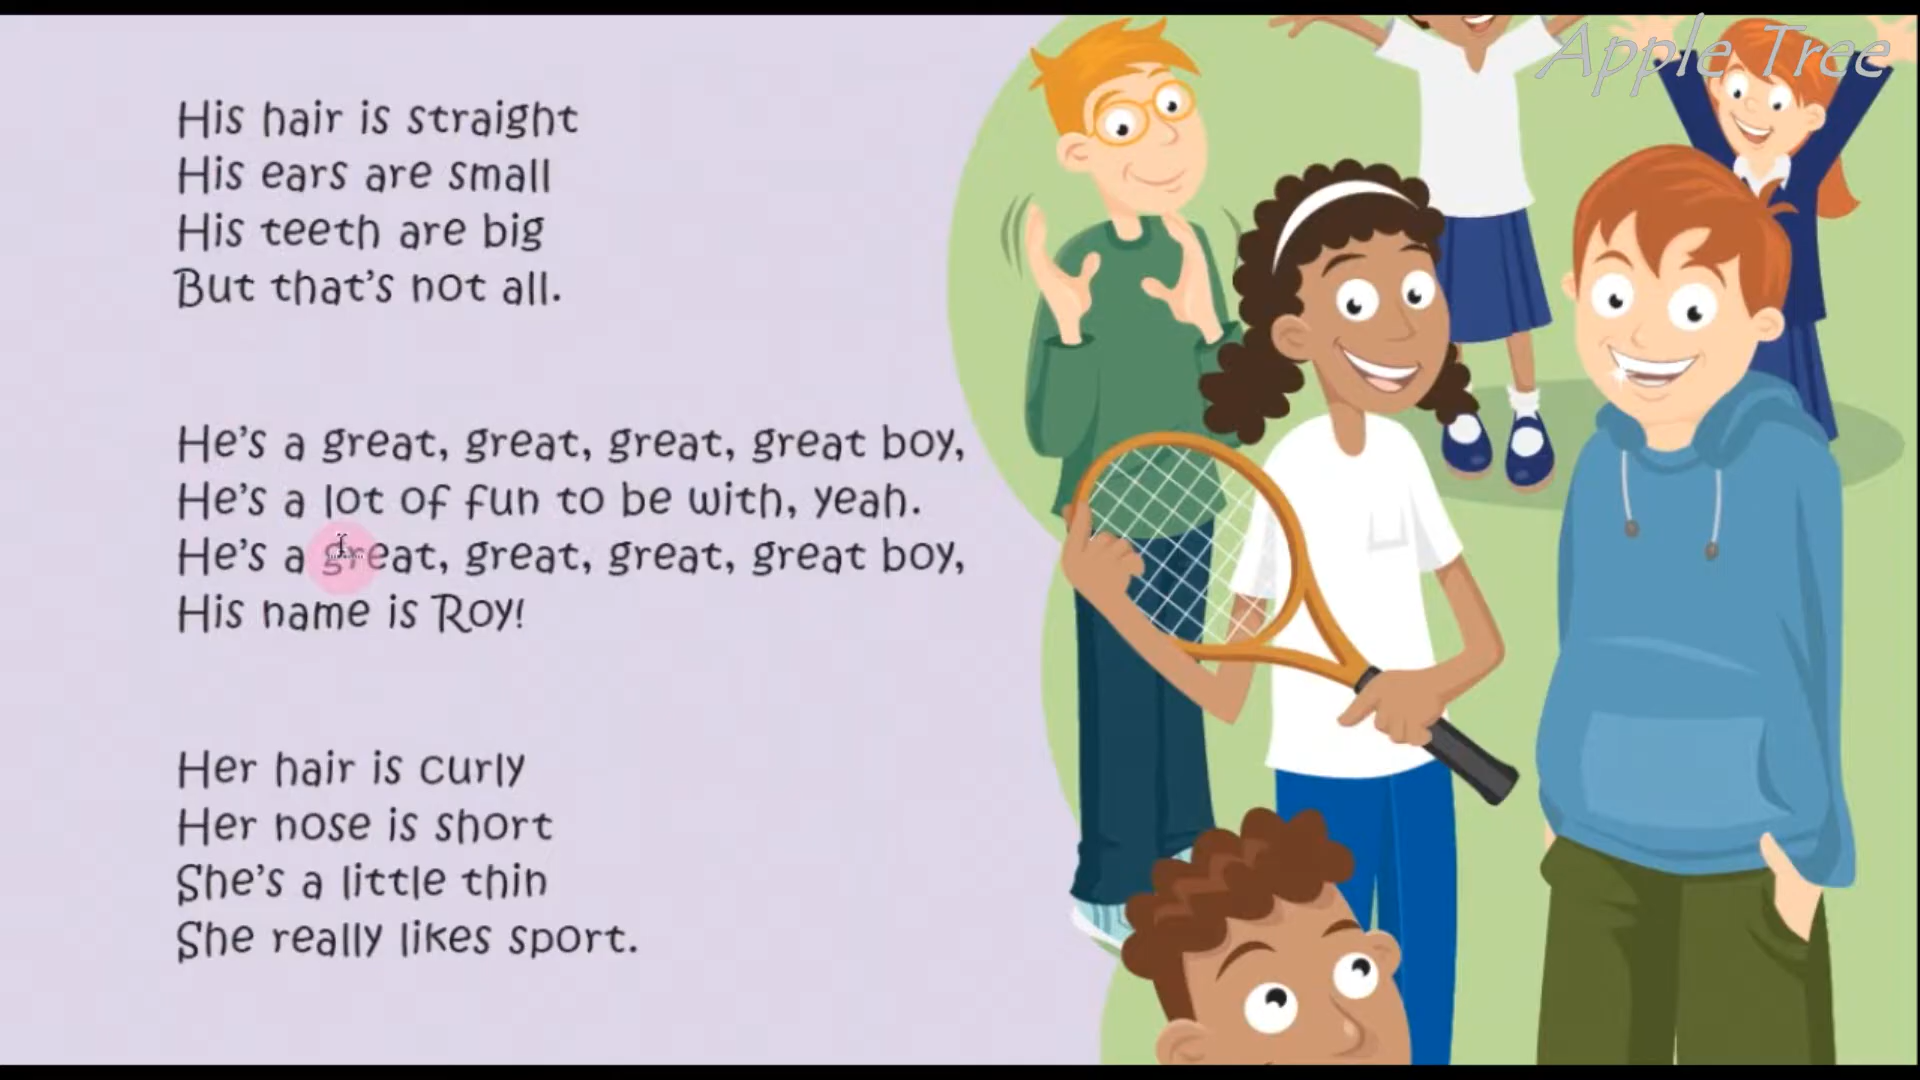 Apple Tree
His hair is straight
His ears are small
His teeth are big
But that's not all.
He's a great, great, great, great boy,
He's a lot of fun to be with, yeah.
He's a great, great, great, great boy,
His name is Roy!
Her hair is curly
Her nose is short
She's a little thin
She really likes sport.